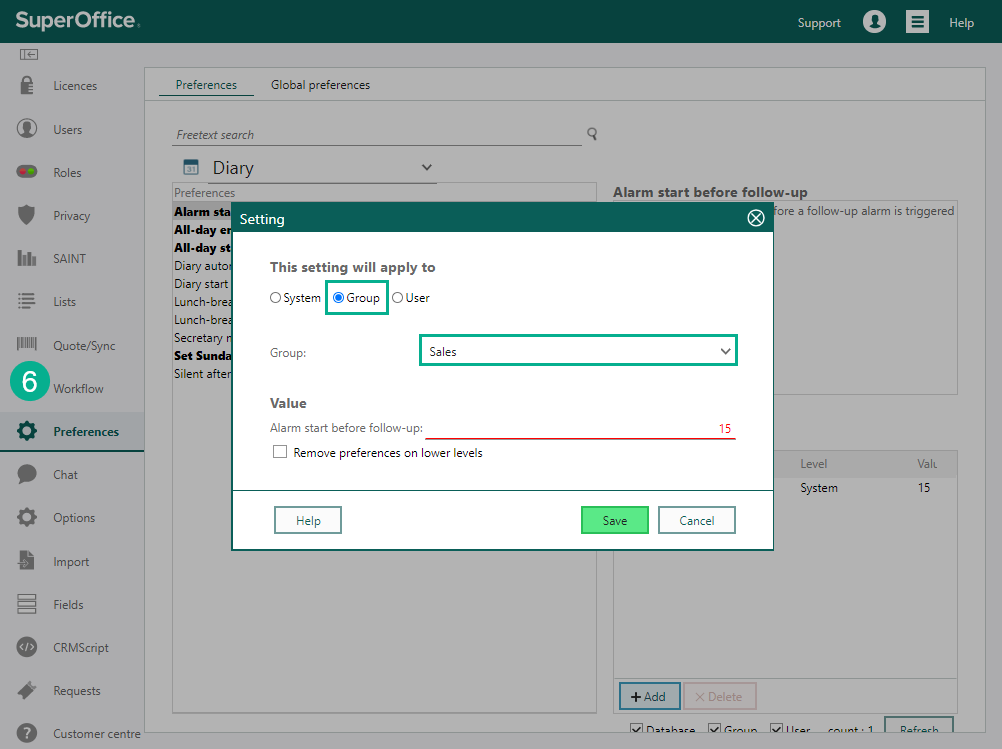 SuperOffice.
Support
Help
Licences
Users
Roles
Privacy
SAINT
Lists
Quote/Sync
6
Workflow
Preferences
Chat
Options
Import
Fields
CRMScript
Requests
Customer centre
Preferences
Global preferences
Freetext search
31
Diary
Preferences
Alarm sta
All-day en
All-day st
Diary auton
Diary start
Lunch-brea
Lunch-brea
Secretary n
Set Sunda
Silent after
Alarm start before follow-up
fore a follow-up alarm is triggered
Setting
This setting will apply to
System Group User
Group: Sales
Value
Alarm start before follow-up: 15
Remove preferences on lower levels
Help Save Cancel
Level Valu
System 15
+ Add × Delete
Database Group User count : 1 Refresh